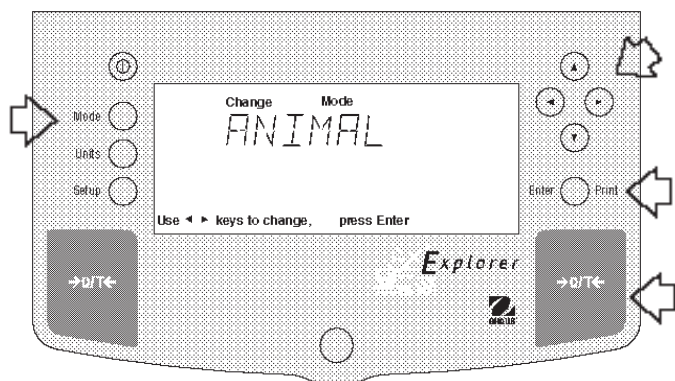 Change Mode
ANIMAL
Mode
Units
Setup
Enter Print
Use ◄ ► keys to change, press Enter
→0/T←
Explorer
→0/T←
OHAUS